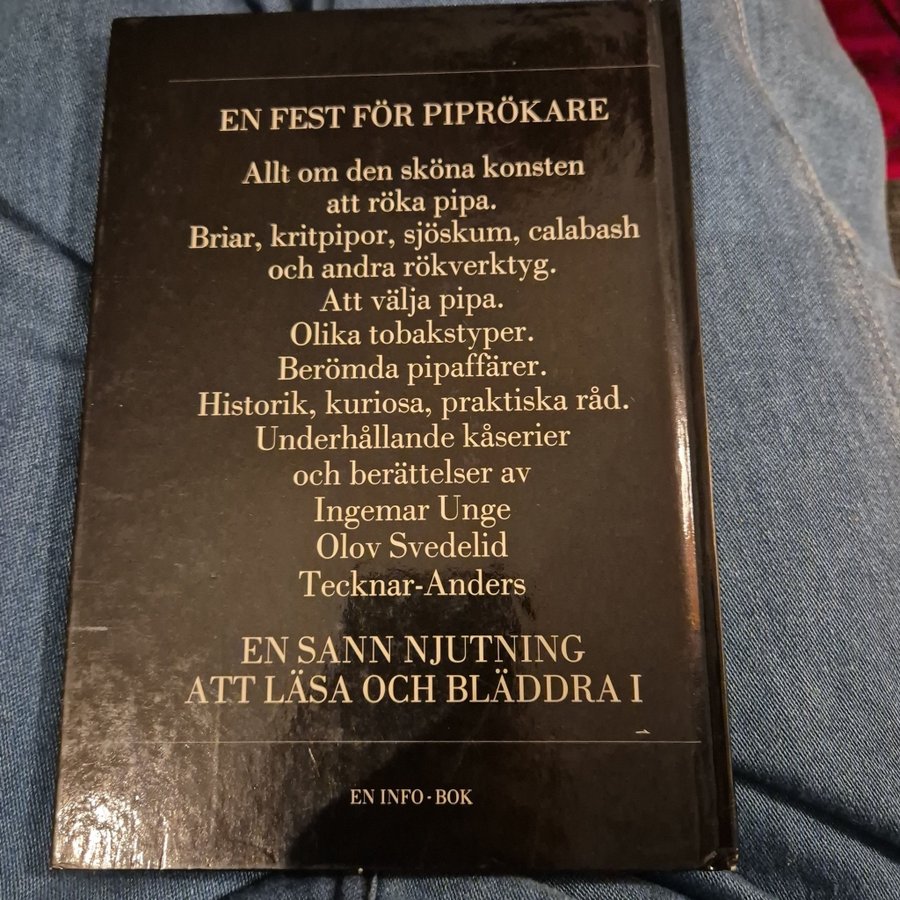 EN FEST FÖR PIPRÖKARE
Allt om den sköna konsten
att röka pipa.
Briar, kritpipor, sjöskum, calabash
och andra rökverktyg.
Att välja pipa.
Olika tobakstyper.
Berömda pipaffärer.
Historik, kuriosa, praktiska råd.
Underhållande kåserier
och berättelser av
Ingemar Unge
Olov Svedelid
Tecknar-Anders
EN SANN NJUTNING
ATT LÄSA OCH BLÄDDRA I
EN INFO-BOK